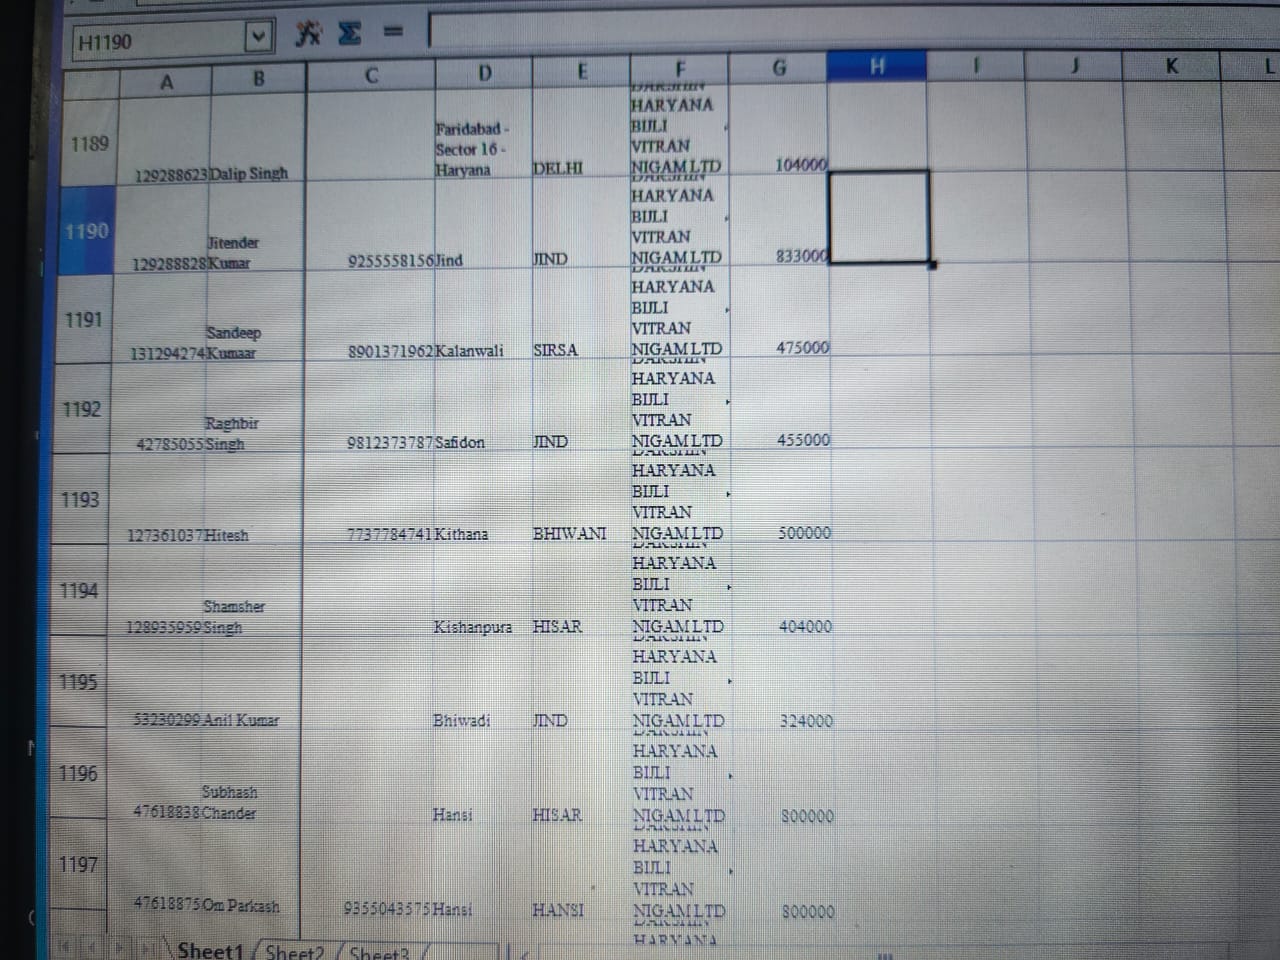 H1190 =
A B C D E F G H I J K L
1189 129288623 Dalip Singh Faridabad - Sector 16 - Haryana DELHI DAKSHIN HARYANA BIJLI VITRAN NIGAM LTD 104000
1190 129288828 Jitender Kumar 9255558156 Jind JIND DAKSHIN HARYANA BIJLI VITRAN NIGAM LTD 833000
1191 131294274 Sandeep Kumaar 8901371962 Kalanwali SIRSA DAKSHIN HARYANA BIJLI VITRAN NIGAM LTD 475000
1192 42785055 Raghbir Singh 9812373787 Safidon JIND DAKSHIN HARYANA BIJLI VITRAN NIGAM LTD 455000
1193 127361037 Hitesh 7737784741 Kithana BHIWANI DAKSHIN HARYANA BIJLI VITRAN NIGAM LTD 500000
1194 128935959 Shamsher Singh Kishanpura HISAR DAKSHIN HARYANA BIJLI VITRAN NIGAM LTD 404000
1195 53230299 Anil Kumar Bhiwadi JIND DAKSHIN HARYANA BIJLI VITRAN NIGAM LTD 324000
1196 47618838 Subhash Chander Hansi HISAR DAKSHIN HARYANA BIJLI VITRAN NIGAM LTD 800000
1197 47618875 Om Parkash 9355043575 Hansi HANSI DAKSHIN HARYANA BIJLI VITRAN NIGAM LTD 800000
HARYANA
Sheet1 Sheet2 Sheet3